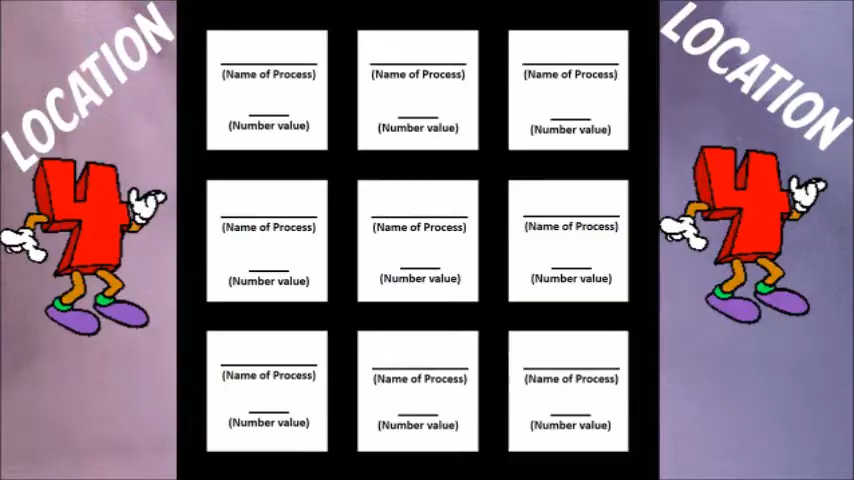 LOCATION
4
(Name of Process)
(Number value)
(Name of Process)
(Number value)
(Name of Process)
(Number value)
(Name of Process)
(Number value)
(Name of Process)
(Number value)
(Name of Process)
(Number value)
(Name of Process)
(Number value)
(Name of Process)
(Number value)
(Name of Process)
(Number value)
LOCATION
4